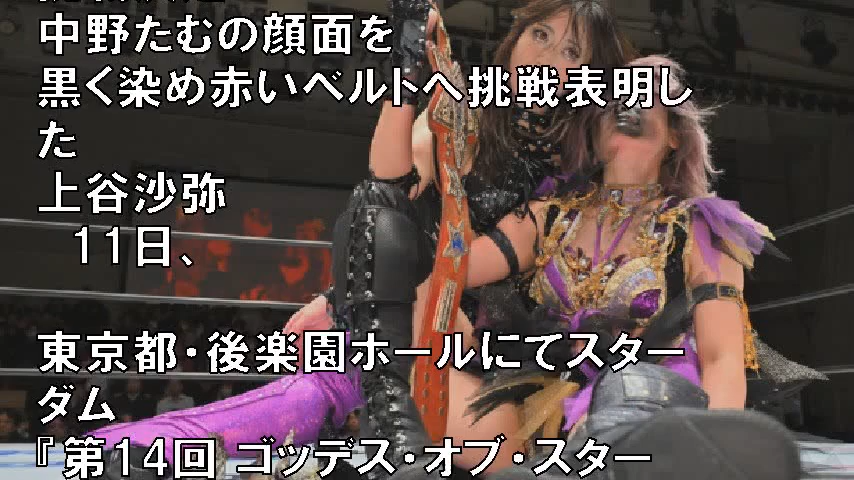 中野たむの顔面を
黒く染め赤いベルトへ挑戦表明し
た
上谷沙弥
11日、
東京都・後楽園ホールにてスター
ダム
『第14回 ゴッデス・オブ・スター